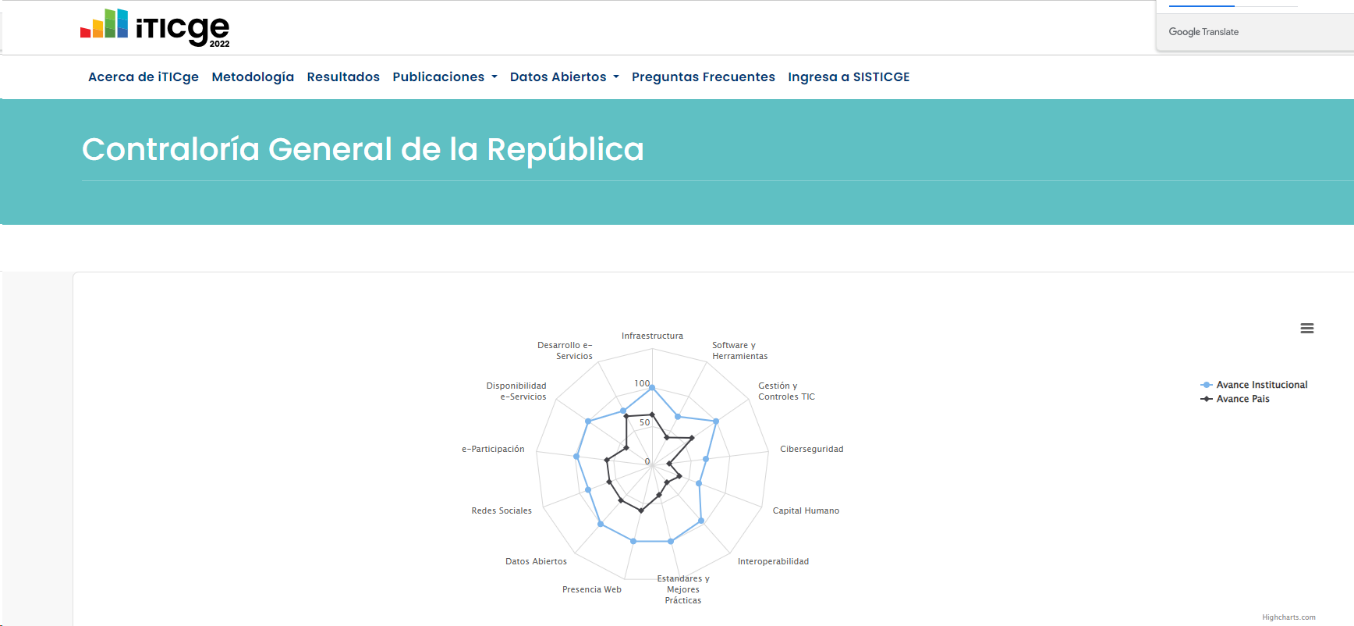 iTICge
2022
Google Translate
Acerca de iTICge Metodología Resultados Publicaciones Datos Abiertos Preguntas Frecuentes Ingresa a SISTICGE
Contraloría General de la República
Infraestructura
Software y
Herramientas
Gestión y
Controles TIC
Ciberseguridad
Capital Humano
Interoperabilidad
Estandares y
Mejores
Prácticas
Presencia Web
Datos Abiertos
Redes Sociales
e-Participación
Disponibilidad
e-Servicios
Desarrollo e-
Servicios
100
50
0
Avance Institucional
Avance Pais
Highcharts.com